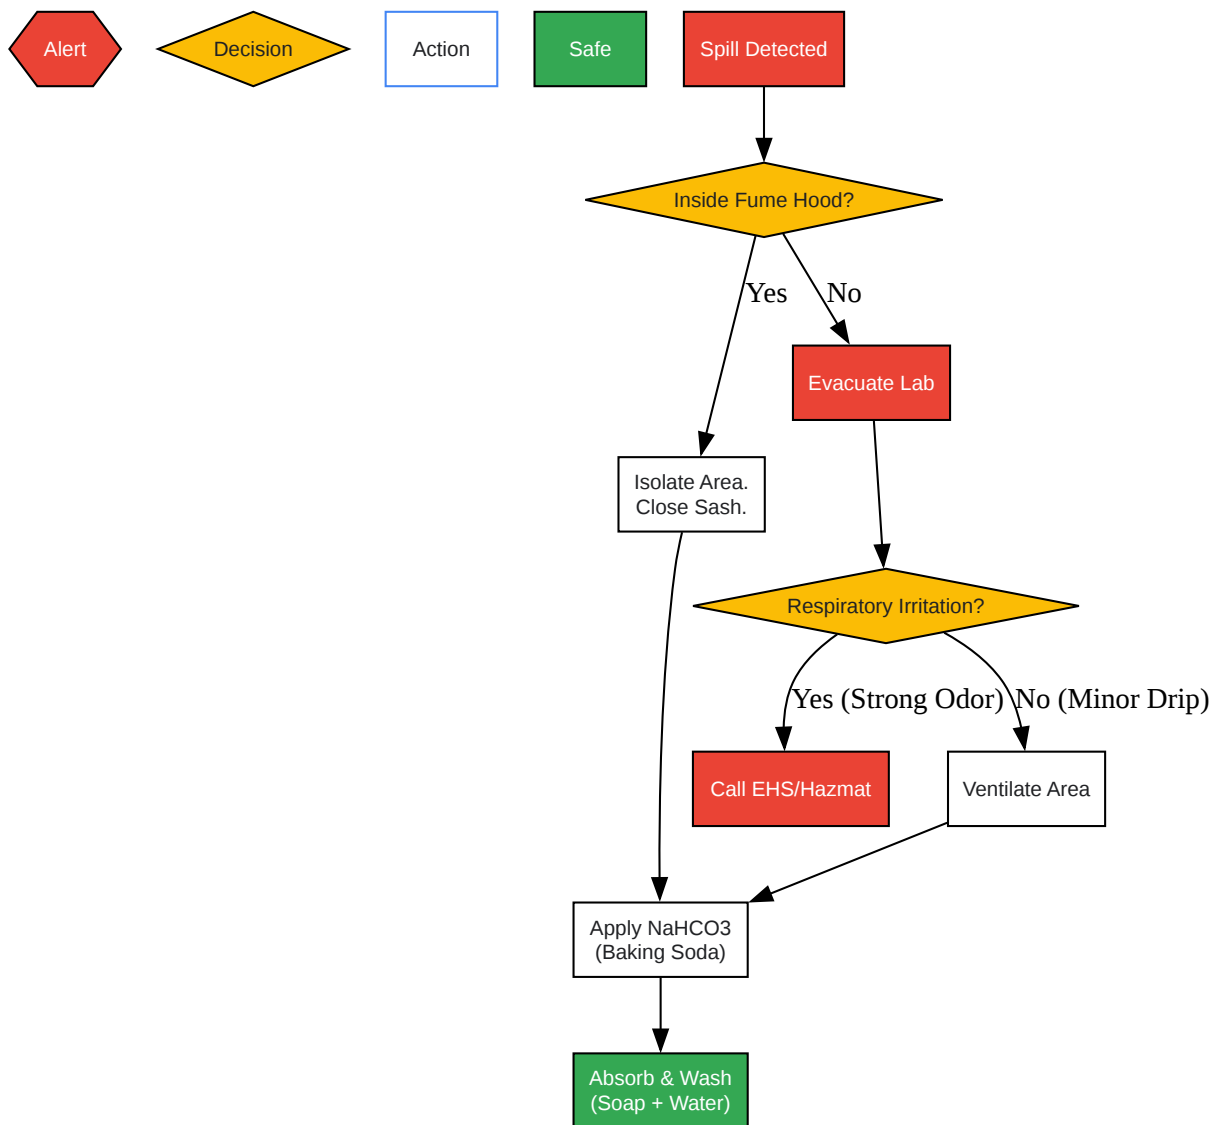 Alert
Decision
Action
Safe
Spill Detected
Inside Fume Hood?
Yes
No
Evacuate Lab
Isolate Area.
Close Sash.
Respiratory Irritation?
Yes (Strong Odor)
No (Minor Drip)
Call EHS/Hazmat
Ventilate Area
Apply NaHCO3
(Baking Soda)
Absorb & Wash
(Soap + Water)